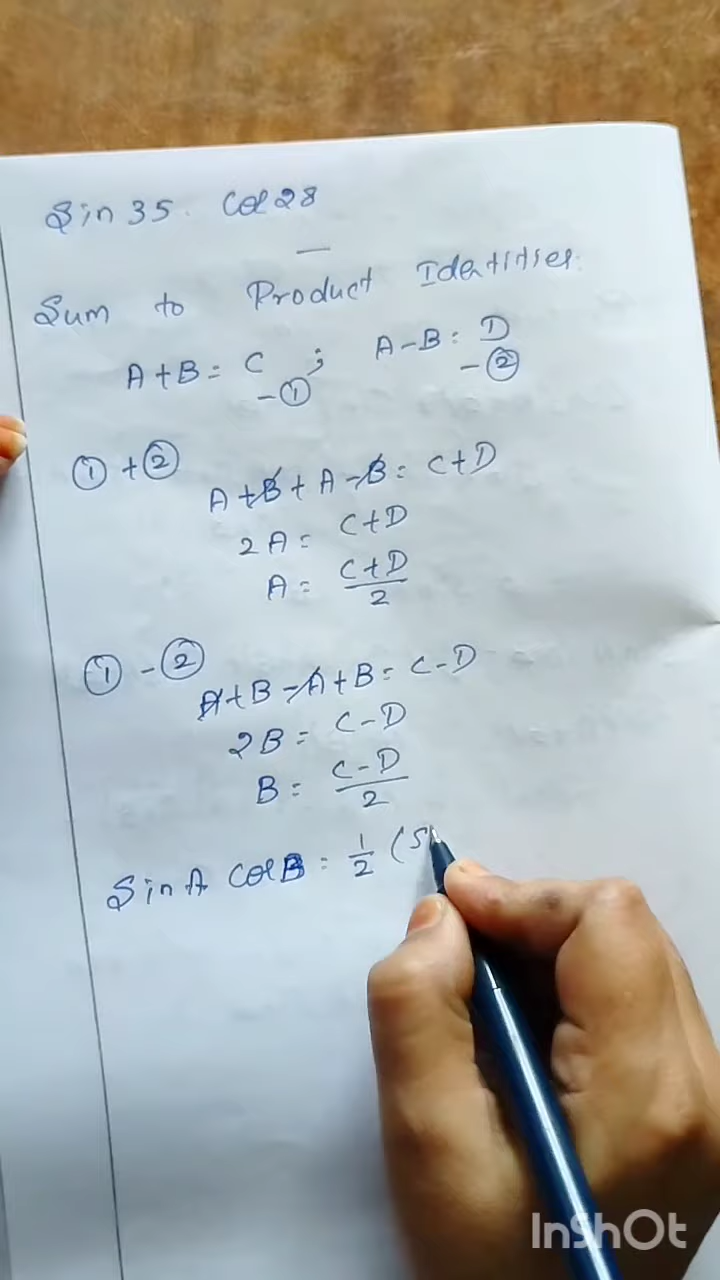 Sin 35. Cos 28
Sum to Product Identities.
A+B = C ; A-B = D
-① -②
① + ② A + B + A - B = C+D
2A = C+D
A = C+D/2
① - ② A+B-A+B = C-D
2B = C-D
B = C-D/2
Sin A Cos B = 1/2 (S
InShOt